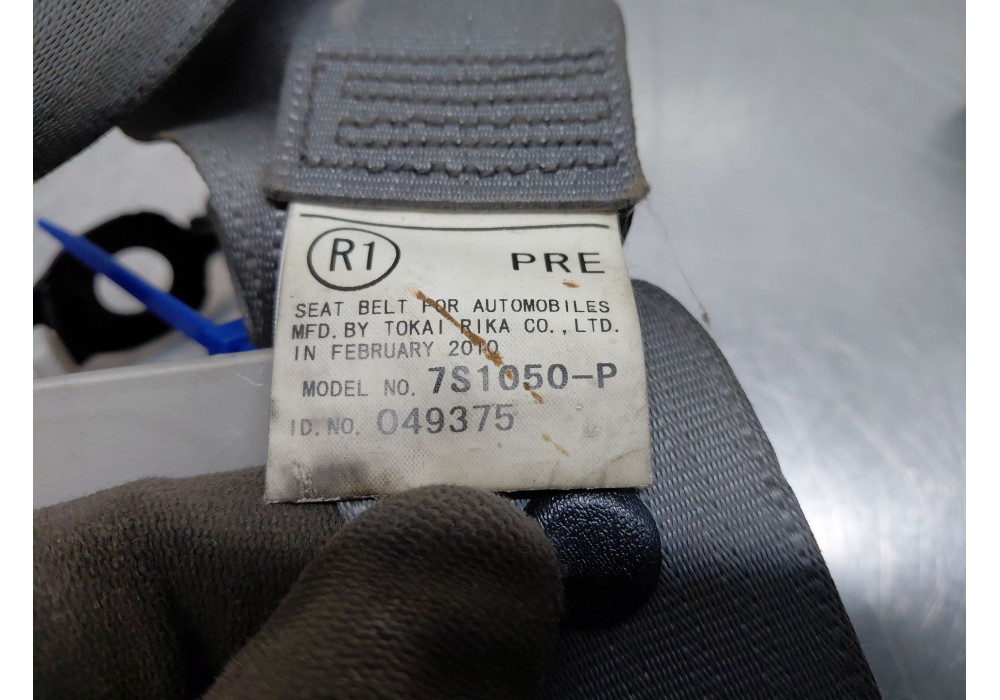 R1 PRE
SEAT BELT FOR AUTOMOBILES
MFD. BY TOKAI RIKA CO., LTD.
IN FEBRUARY 2010
MODEL NO. 7S1050-P
ID. NO. 049375